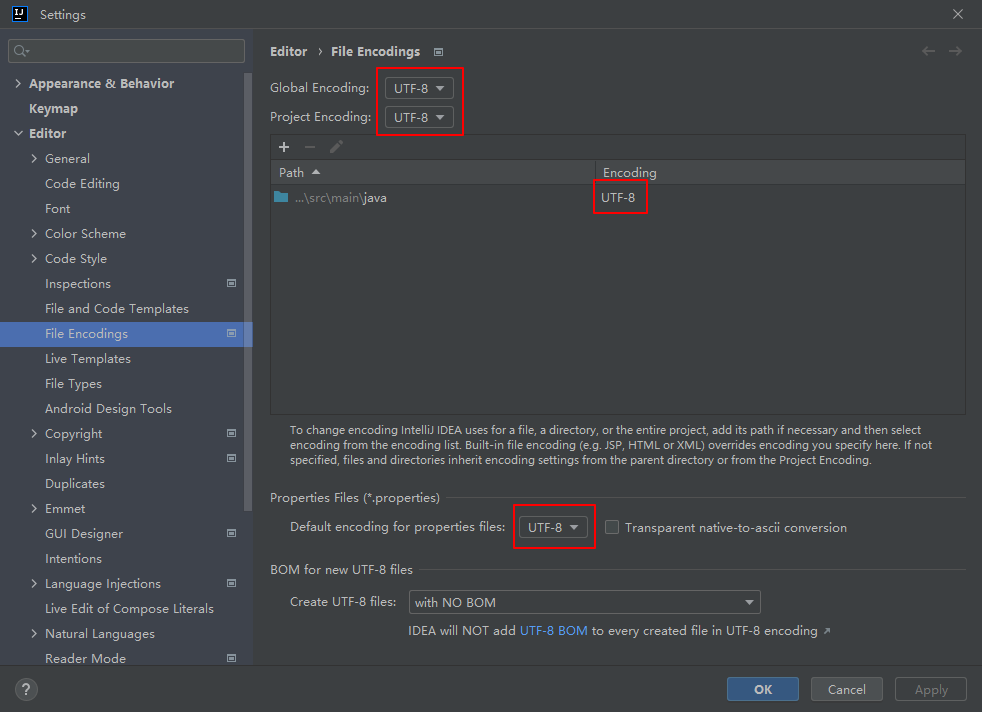 IJ
Settings
Appearance & Behavior
Keymap
Editor
General
Code Editing
Font
Color Scheme
Code Style
Inspections
File and Code Templates
File Encodings
Live Templates
File Types
Android Design Tools
Copyright
Inlay Hints
Duplicates
Emmet
GUI Designer
Intentions
Language Injections
Live Edit of Compose Literals
Natural Languages
Reader Mode
Editor › File Encodings
Global Encoding: UTF-8
Project Encoding: UTF-8
Path Encoding
...\src\main\java UTF-8
To change encoding IntelliJ IDEA uses for a file, a directory, or the entire project, add its path if necessary and then select
encoding from the encoding list. Built-in file encoding (e.g. JSP, HTML or XML) overrides encoding you specify here. If not
specified, files and directories inherit encoding settings from the parent directory or from the Project Encoding.
Properties Files (*.properties)
Default encoding for properties files: UTF-8 Transparent native-to-ascii conversion
BOM for new UTF-8 files
Create UTF-8 files: with NO BOM
IDEA will NOT add UTF-8 BOM to every created file in UTF-8 encoding ↗
? OK Cancel Apply